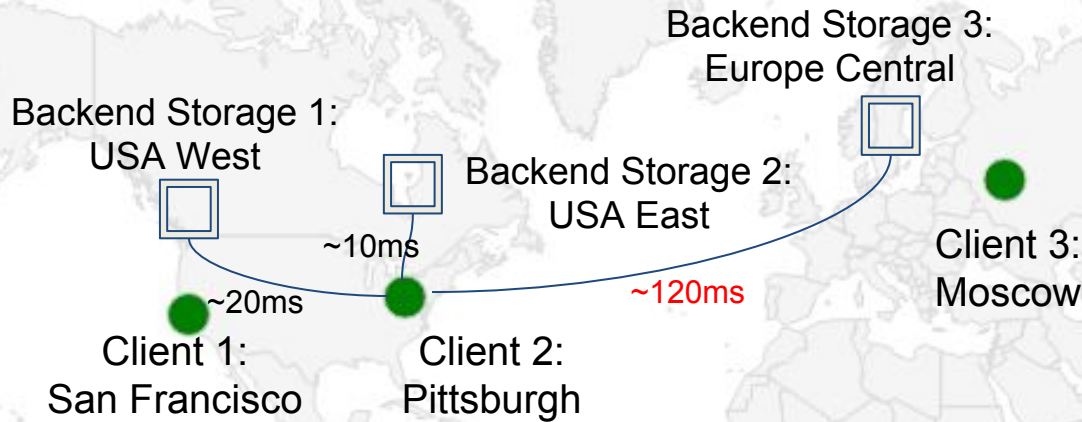 Backend Storage 3:
Europe Central
Backend Storage 1:
USA West
Backend Storage 2:
USA East
~10ms
~20ms
~120ms
Client 3:
Moscow
Client 1:
San Francisco
Client 2:
Pittsburgh